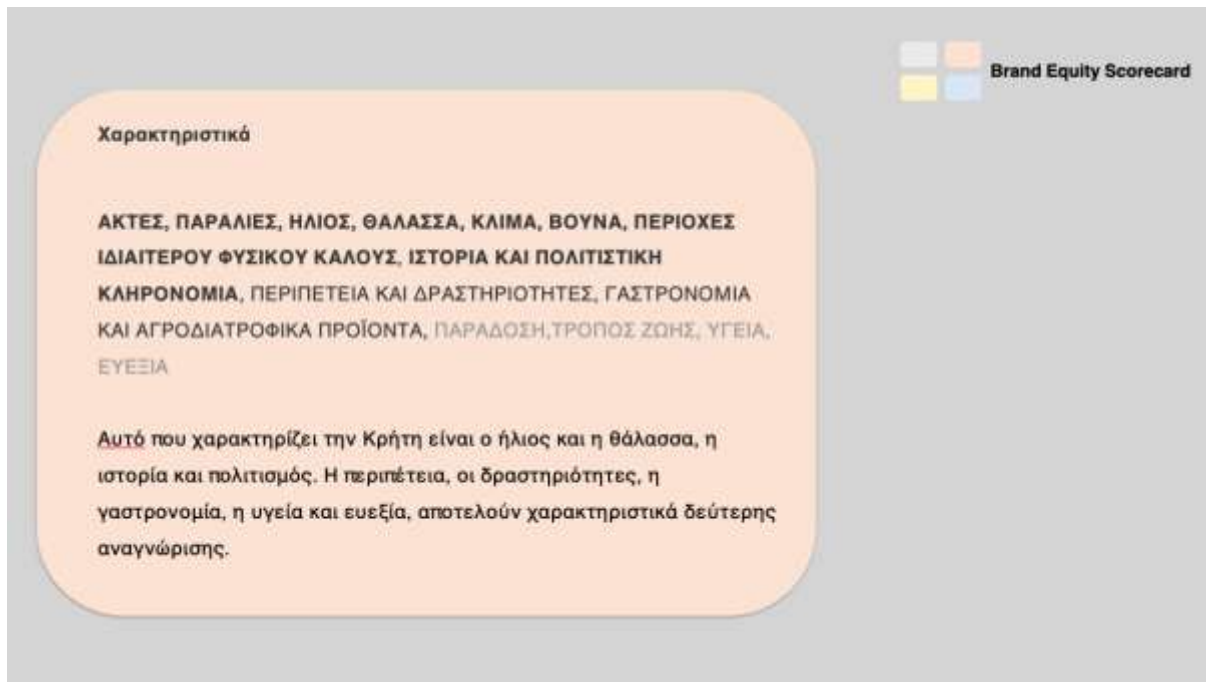 Brand Equity Scorecard
Χαρακτηριστικά
ΑΚΤΕΣ, ΠΑΡΑΛΙΕΣ, ΗΛΙΟΣ, ΘΑΛΑΣΣΑ, ΚΛΙΜΑ, ΒΟΥΝΑ, ΠΕΡΙΟΧΕΣ
ΙΔΙΑΙΤΕΡΟΥ ΦΥΣΙΚΟΥ ΚΑΛΟΥΣ, ΙΣΤΟΡΙΑ ΚΑΙ ΠΟΛΙΤΙΣΤΙΚΗ
ΚΛΗΡΟΝΟΜΙΑ, ΠΕΡΙΠΕΤΕΙΑ ΚΑΙ ΔΡΑΣΤΗΡΙΟΤΗΤΕΣ, ΓΑΣΤΡΟΝΟΜΙΑ
ΚΑΙ ΑΓΡΟΔΙΑΤΡΟΦΙΚΑ ΠΡΟΪΟΝΤΑ, ΠΑΡΑΔΟΣΗ,ΤΡΟΠΟΣ ΖΩΗΣ, ΥΓΕΙΑ,
ΕΥΕΞΙΑ
Αυτό που χαρακτηρίζει την Κρήτη είναι ο ήλιος και η θάλασσα, η
ιστορία και πολιτισμός. Η περιπέτεια, οι δραστηριότητες, η
γαστρονομία, η υγεία και ευεξία, αποτελούν χαρακτηριστικά δεύτερης
αναγνώρισης.